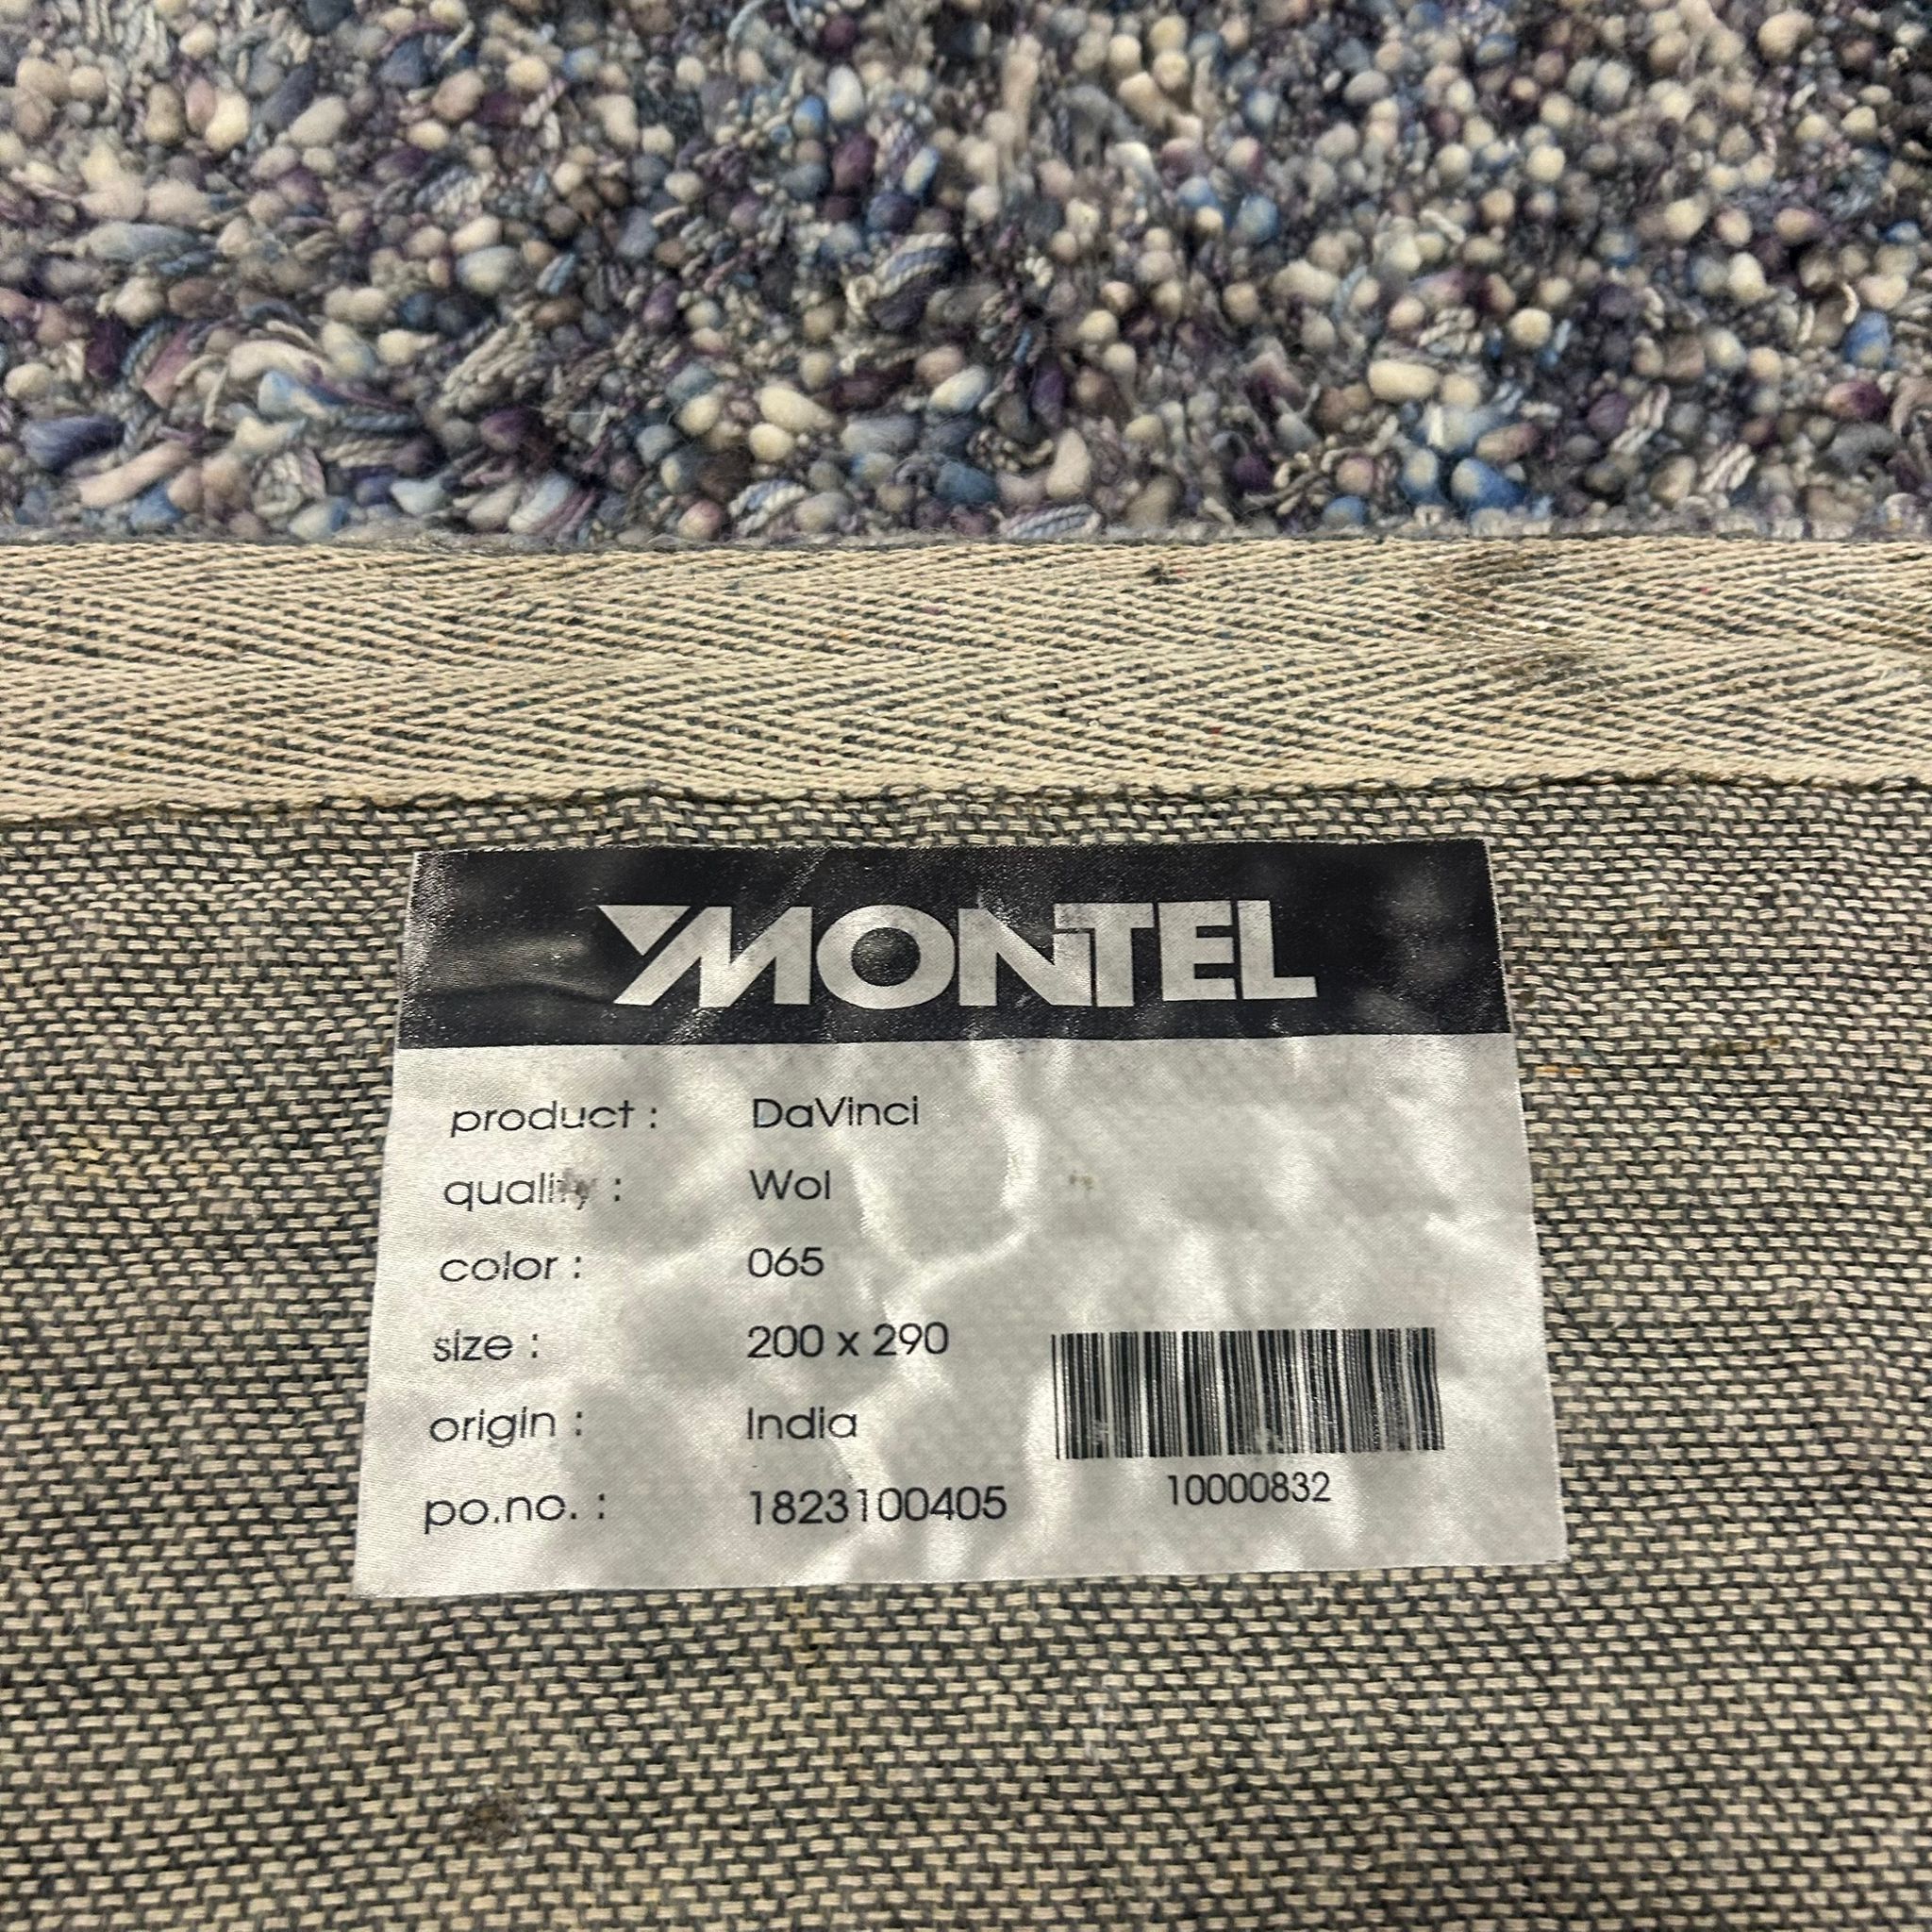 MONTEL
product : DaVinci
quality : Wol
color : 065
size : 200 x 290
origin : India
po.no. : 1823100405
10000832